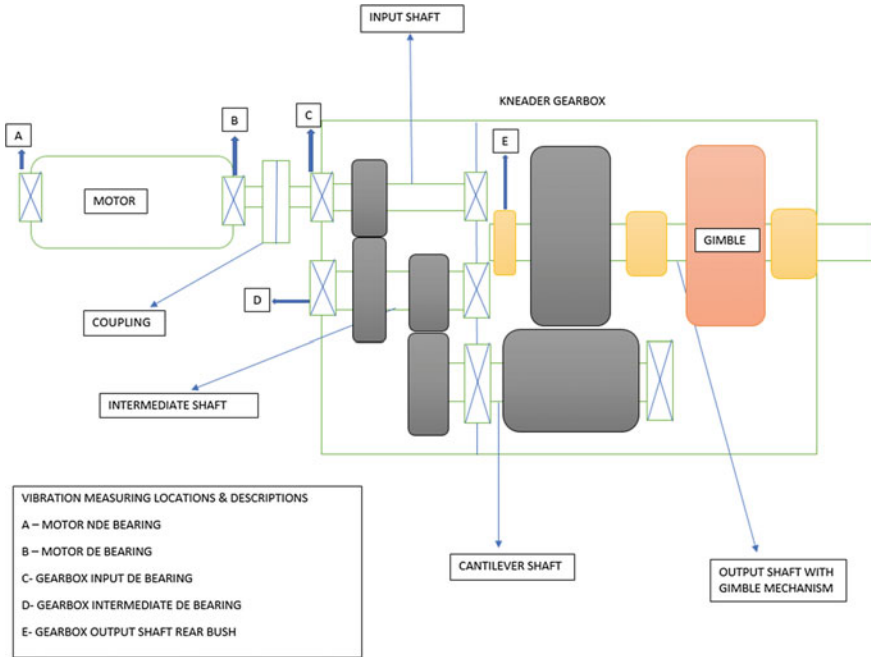 INPUT SHAFT
KNEADER GEARBOX
A
B
C
E
MOTOR
GIMBLE
D
COUPLING
INTERMEDIATE SHAFT
VIBRATION MEASURING LOCATIONS & DESCRIPTIONS
A – MOTOR NDE BEARING
B – MOTOR DE BEARING
C- GEARBOX INPUT DE BEARING
D- GEARBOX INTERMEDIATE DE BEARING
E- GEARBOX OUTPUT SHAFT REAR BUSH
CANTILEVER SHAFT
OUTPUT SHAFT WITH
GIMBLE MECHANISM